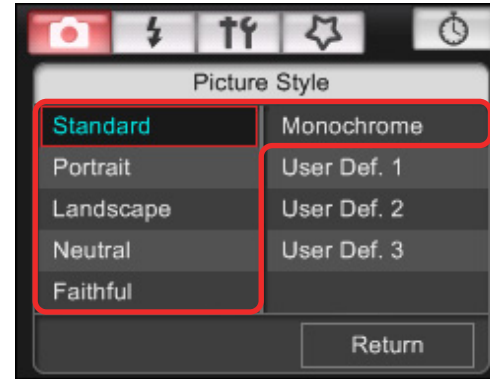 Picture Style
Standard
Portrait
Landscape
Neutral
Faithful
Monochrome
User Def. 1
User Def. 2
User Def. 3
Return